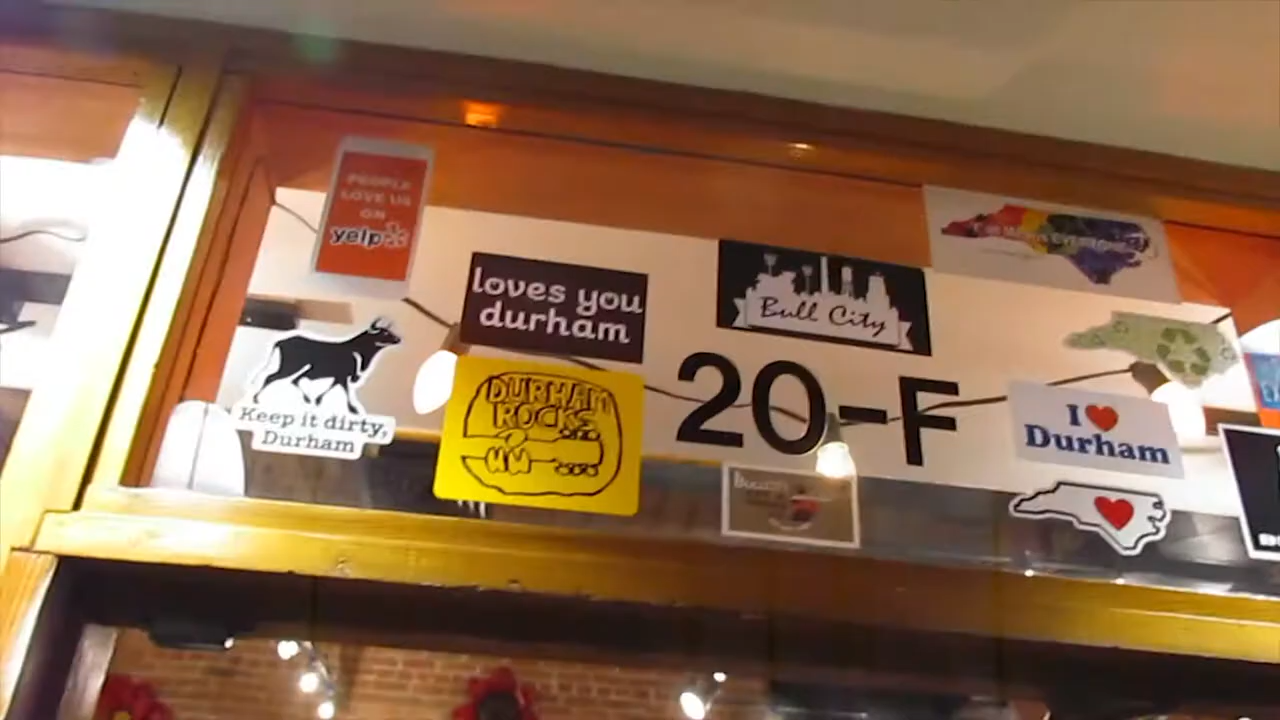 PEOPLE
LOVE US
ON
yelp
loves you
durham
Bull City
Keep it dirty,
Durham
DURHAM
ROCKS
20-F
I
Durham